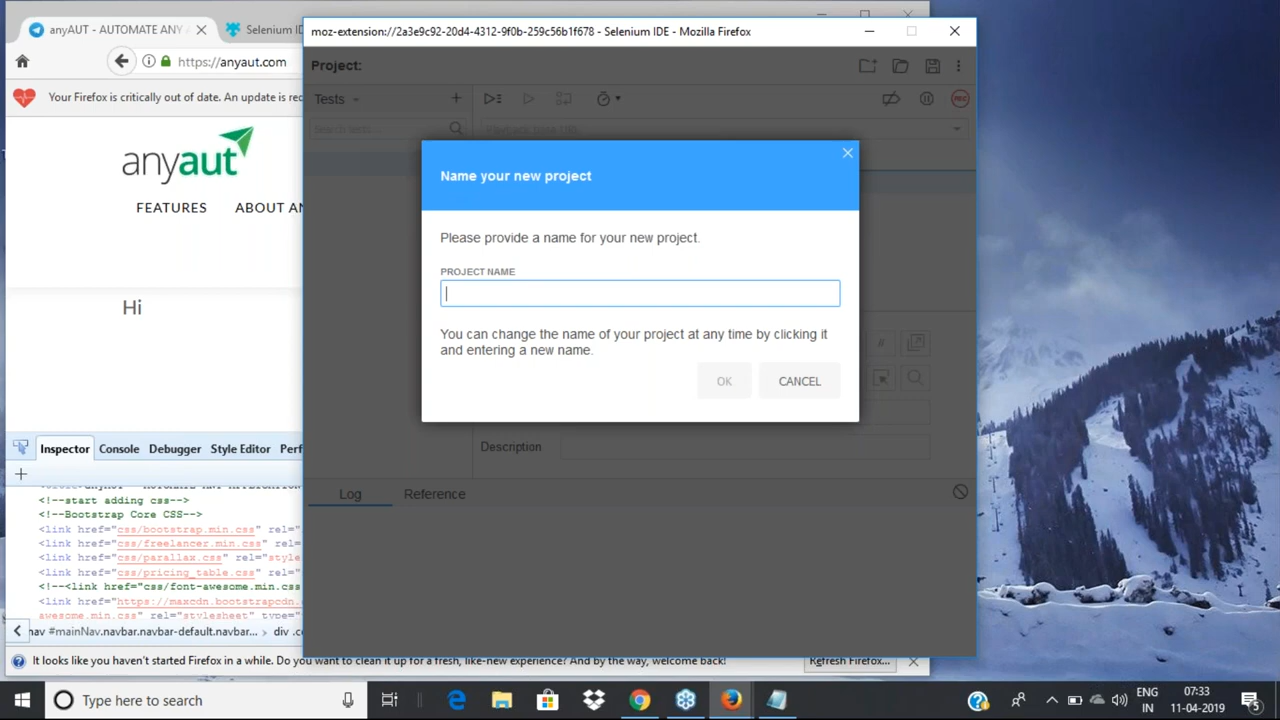 anyAUT - AUTOMATE ANY A
Selenium ID
moz-extension://2a3e9c92-20d4-4312-9f0b-259c56b1f678 - Selenium IDE - Mozilla Firefox
https://anyaut.com
Project:
Your Firefox is critically out of date. An update is rec
Tests
REC
Search tests...
Playback base URL
anyaut
FEATURES ABOUT AN
Hi
Name your new project
Please provide a name for your new project.
PROJECT NAME
You can change the name of your project at any time by clicking it
and entering a new name.
OK CANCEL
//
Description
Log Reference
Inspector Console Debugger Style Editor Perf
<!--start adding css-->
<!--Bootstrap Core CSS-->
<link href="css/bootstrap.min.css" rel="
<link href="css/freelancer.min.css" rel=
<link href="css/parallax.css" rel="style
<link href="css/pricing_table.css" rel="
<!--<link href="css/font-awesome.min.css
<link href="https://maxcdn.bootstrapcdn.
awesome.min.css" rel="stylesheet" type="
nav #mainNav.navbar.navbar-default.navbar... div .c
It looks like you haven't started Firefox in a while. Do you want to clean it up for a fresh, like-new experience? And by the way, welcome back!
Refresh Firefox...
Type here to search
ENG
IN
07:33
11-04-2019
5